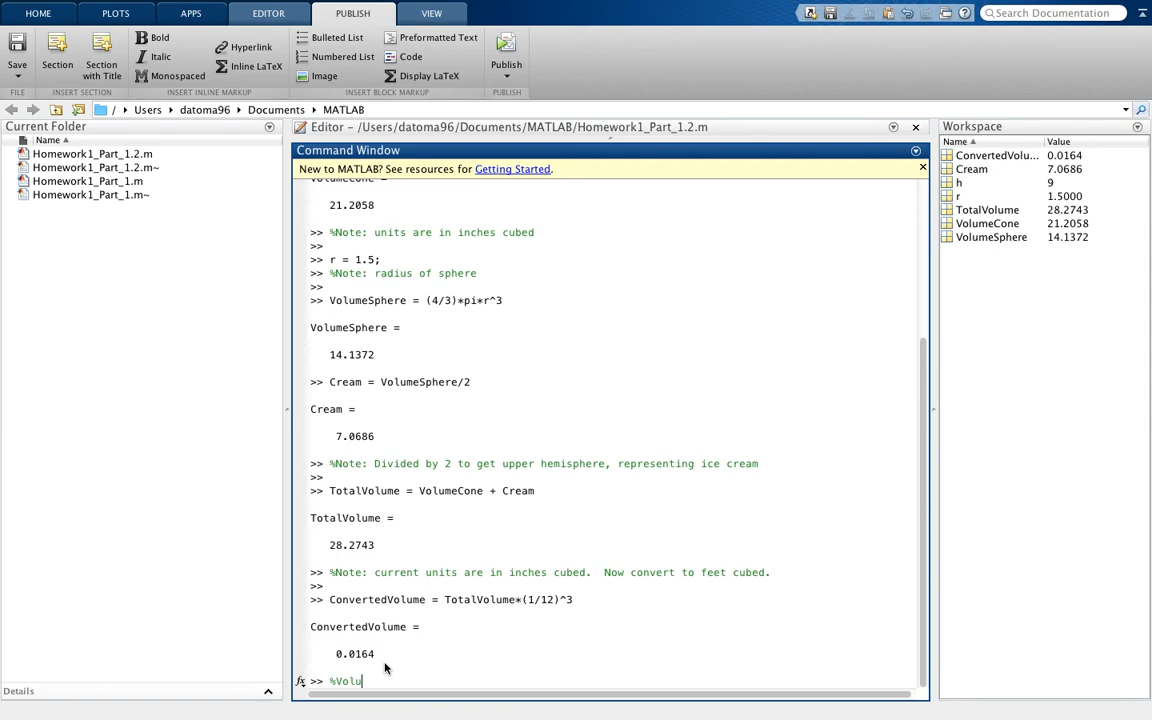 HOME PLOTS APPS EDITOR PUBLISH VIEW
Search Documentation
Save
Section
Section with Title
Bold
Italic
Monospaced
Hyperlink
Inline LaTeX
Bulleted List
Numbered List
Image
Preformatted Text
Code
Display LaTeX
Publish
FILE INSERT SECTION INSERT INLINE MARKUP INSERT BLOCK MARKUP PUBLISH
/ Users datoma96 Documents MATLAB
Current Folder
Name
Homework1_Part_1.2.m
Homework1_Part_1.2.m~
Homework1_Part_1.m
Homework1_Part_1.m~
Details
Editor – /Users/datoma96/Documents/MATLAB/Homework1_Part_1.2.m
Command Window
New to MATLAB? See resources for Getting Started.
VolumeCone =
21.2058
>> %Note: units are in inches cubed
>>
>> r = 1.5;
>> %Note: radius of sphere
>>
>> VolumeSphere = (4/3)*pi*r^3
VolumeSphere =
14.1372
>> Cream = VolumeSphere/2
Cream =
7.0686
>> %Note: Divided by 2 to get upper hemisphere, representing ice cream
>>
>> TotalVolume = VolumeCone + Cream
TotalVolume =
28.2743
>> %Note: current units are in inches cubed.  Now convert to feet cubed.
>>
>> ConvertedVolume = TotalVolume*(1/12)^3
ConvertedVolume =
0.0164
fx >> %Volu
Workspace
Name Value
ConvertedVolu... 0.0164
Cream 7.0686
h 9
r 1.5000
TotalVolume 28.2743
VolumeCone 21.2058
VolumeSphere 14.1372